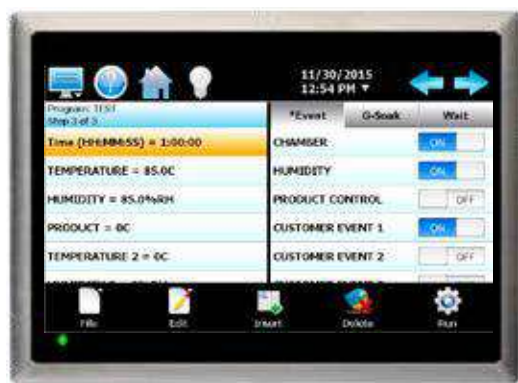 11/30/2015
12:54 PM ▼
Program: TEST
Step 3 of 3
*Event G-Soak Wait
Time (HH:MM:SS) = 1:00:00
CHAMBER ON
TEMPERATURE = 85.0C
HUMIDITY ON
HUMIDITY = 85.0%RH
PRODUCT CONTROL OFF
PRODUCT = 0C
CUSTOMER EVENT 1 ON
TEMPERATURE 2 = 0C
CUSTOMER EVENT 2 OFF
File Edit Insert Delete Run